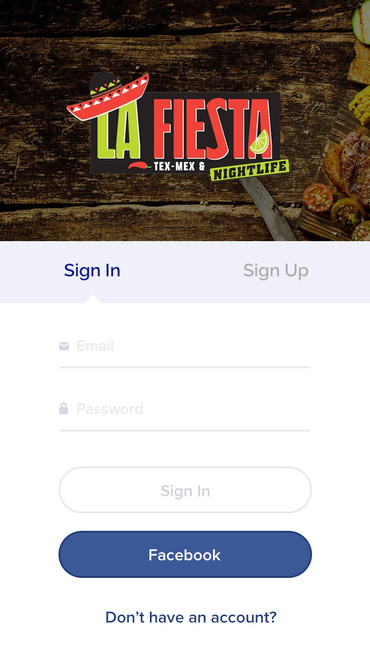 LA FIESTA
TEX-MEX & NIGHTLIFE
Sign In
Sign Up
Email
Password
Sign In
Facebook
Don’t have an account?